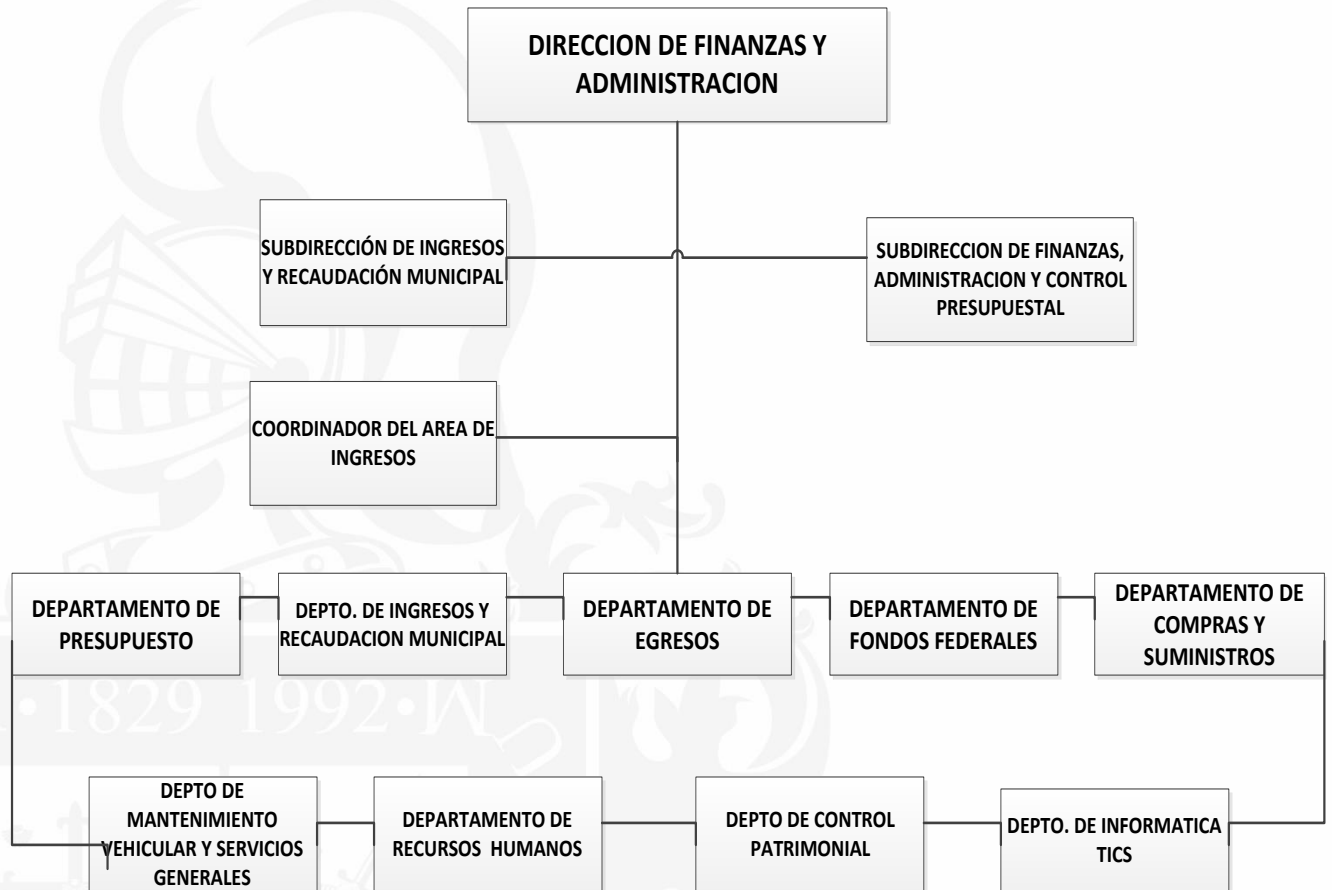 DIRECCION DE FINANZAS Y
ADMINISTRACION
SUBDIRECCIÓN DE INGRESOS
Y RECAUDACIÓN MUNICIPAL
SUBDIRECCION DE FINANZAS,
ADMINISTRACION Y CONTROL
PRESUPUESTAL
COORDINADOR DEL AREA DE
INGRESOS
DEPARTAMENTO DE
PRESUPUESTO
DEPTO. DE INGRESOS Y
RECAUDACION MUNICIPAL
DEPARTAMENTO DE
EGRESOS
DEPARTAMENTO DE
FONDOS FEDERALES
DEPARTAMENTO DE
COMPRAS Y
SUMINISTROS
1829 1992
DEPTO DE
MANTENIMIENTO
VEHICULAR Y SERVICIOS
GENERALES
DEPARTAMENTO DE
RECURSOS HUMANOS
DEPTO DE CONTROL
PATRIMONIAL
DEPTO. DE INFORMATICA
TICS